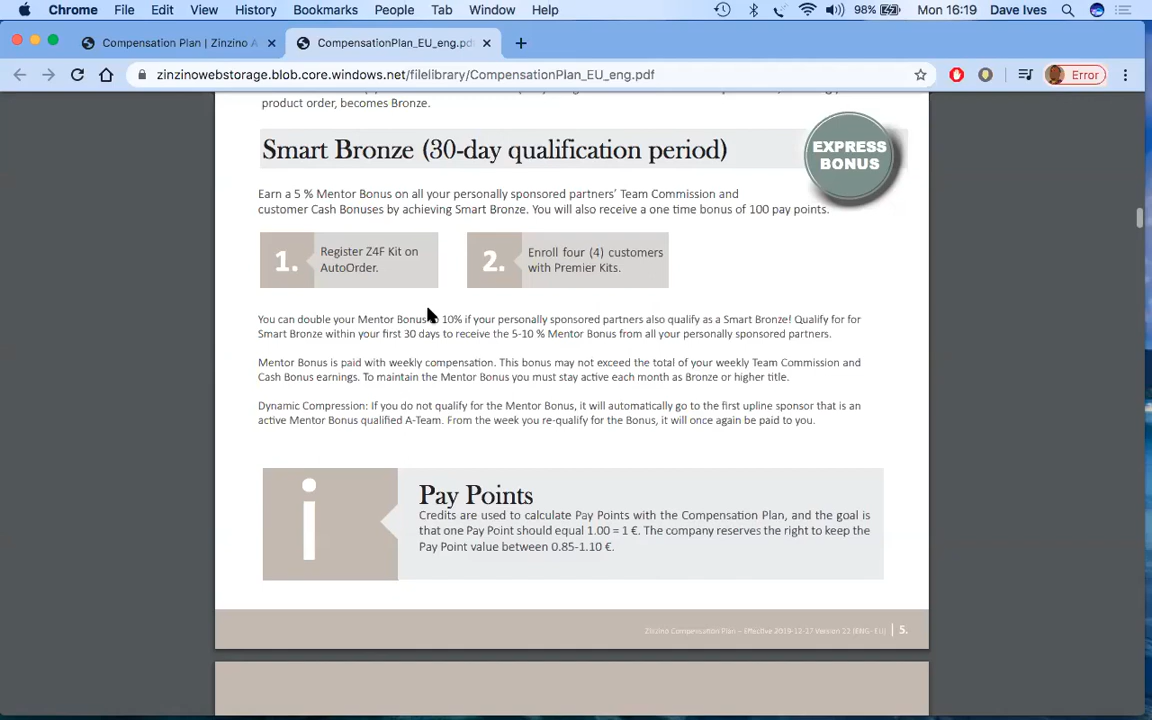 Chrome File Edit View History Bookmarks People Tab Window Help 98% Mon 16:19 Dave Ives
Compensation Plan | Zinzino A
CompensationPlan_EU_eng.pd
zinzinowebstorage.blob.core.windows.net/filelibrary/CompensationPlan_EU_eng.pdf
Error
product order, becomes Bronze.
Smart Bronze (30-day qualification period)
EXPRESS
BONUS
Earn a 5 % Mentor Bonus on all your personally sponsored partners' Team Commission and
customer Cash Bonuses by achieving Smart Bronze. You will also receive a one time bonus of 100 pay points.
1. Register Z4F Kit on
AutoOrder.
2. Enroll four (4) customers
with Premier Kits.
You can double your Mentor Bonus 10% if your personally sponsored partners also qualify as a Smart Bronze! Qualify for for
Smart Bronze within your first 30 days to receive the 5-10 % Mentor Bonus from all your personally sponsored partners.
Mentor Bonus is paid with weekly compensation. This bonus may not exceed the total of your weekly Team Commission and
Cash Bonus earnings. To maintain the Mentor Bonus you must stay active each month as Bronze or higher title.
Dynamic Compression: If you do not qualify for the Mentor Bonus, it will automatically go to the first upline sponsor that is an
active Mentor Bonus qualified A-Team. From the week you re-qualify for the Bonus, it will once again be paid to you.
i
Pay Points
Credits are used to calculate Pay Points with the Compensation Plan, and the goal is
that one Pay Point should equal 1.00 = 1 €. The company reserves the right to keep the
Pay Point value between 0.85-1.10 €.
Zinzino Compensation Plan – Effective 2019-12-17 Version 22 (ENG- EU) | 5.